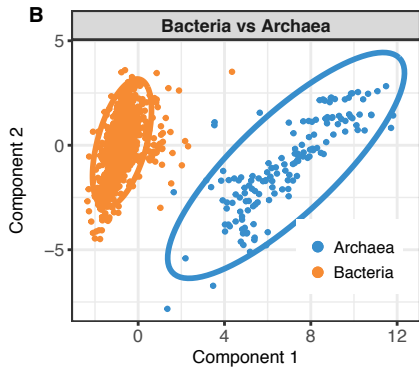 B
Bacteria vs Archaea
Component 2
5
0
−5
Archaea
Bacteria
0 4 8 12
Component 1